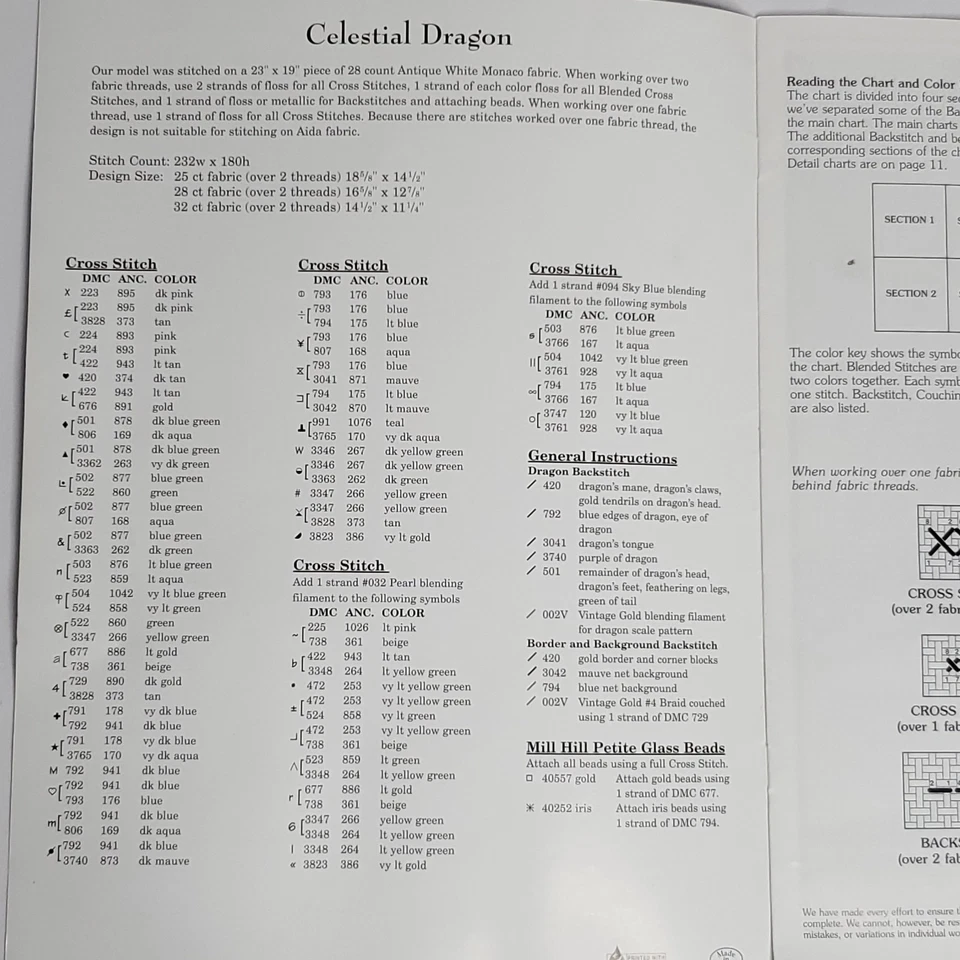 Celestial Dragon
Our model was stitched on a 23" x 19" piece of 28 count Antique White Monaco fabric. When working over two
fabric threads, use 2 strands of floss for all Cross Stitches, 1 strand of each color floss for all Blended Cross
Stitches, and 1 strand of floss or metallic for Backstitches and attaching beads. When working over one fabric
thread, use 1 strand of floss for all Cross Stitches. Because there are stitches worked over one fabric thread, the
design is not suitable for stitching on Aida fabric.
Stitch Count: 232w x 180h
Design Size: 25 ct fabric (over 2 threads) 18⁵/₈" x 14¹/₂"
28 ct fabric (over 2 threads) 16⁵/₈" x 12⁷/₈"
32 ct fabric (over 2 threads) 14¹/₂" x 11¹/₄"
Cross Stitch
DMC ANC. COLOR
X 223 895 dk pink
£ 223 895 dk pink
3828 373 tan
C 224 893 pink
t 224 893 pink
422 943 lt tan
♥ 420 374 dk tan
422 943 lt tan
676 891 gold
♦ 501 878 dk blue green
806 169 dk aqua
▲ 501 878 dk blue green
3362 263 vy dk green
502 877 blue green
522 860 green
ø 502 877 blue green
807 168 aqua
& 502 877 blue green
3363 262 dk green
n 503 876 lt blue green
523 859 lt aqua
504 1042 vy lt blue green
524 858 vy lt green
⊗ 522 860 green
3347 266 yellow green
a 677 886 lt gold
738 361 beige
4 729 890 dk gold
3828 373 tan
+ 791 178 vy dk blue
792 941 dk blue
★ 791 178 vy dk blue
3765 170 vy dk aqua
M 792 941 dk blue
♡ 792 941 dk blue
793 176 blue
m 792 941 dk blue
806 169 dk aqua
792 941 dk blue
3740 873 dk mauve
Cross Stitch
DMC ANC. COLOR
793 176 blue
÷ 793 176 blue
794 175 lt blue
¥ 793 176 blue
807 168 aqua
793 176 blue
3041 871 mauve
794 175 lt blue
3042 870 lt mauve
991 1076 teal
3765 170 vy dk aqua
W 3346 267 dk yellow green
3346 267 dk yellow green
3363 262 dk green
# 3347 266 yellow green
3347 266 yellow green
3828 373 tan
3823 386 vy lt gold
Cross Stitch
Add 1 strand #032 Pearl blending
filament to the following symbols
DMC ANC. COLOR
~ 225 1026 lt pink
738 361 beige
b 422 943 lt tan
3348 264 lt yellow green
• 472 253 vy lt yellow green
± 472 253 vy lt yellow green
524 858 vy lt green
472 253 vy lt yellow green
738 361 beige
^ 523 859 lt green
3348 264 lt yellow green
r 677 886 lt gold
738 361 beige
6 3347 266 yellow green
3348 264 lt yellow green
| 3348 264 lt yellow green
« 3823 386 vy lt gold
Cross Stitch
Add 1 strand #094 Sky Blue blending
filament to the following symbols
DMC ANC. COLOR
s 503 876 lt blue green
3766 167 lt aqua
504 1042 vy lt blue green
3761 928 vy lt aqua
∞ 794 175 lt blue
3766 167 lt aqua
o 3747 120 vy lt blue
3761 928 vy lt aqua
General Instructions
Dragon Backstitch
/ 420 dragon's mane, dragon's claws,
gold tendrils on dragon's head.
/ 792 blue edges of dragon, eye of
dragon
/ 3041 dragon's tongue
/ 3740 purple of dragon
/ 501 remainder of dragon's head,
dragon's feet, feathering on legs,
green of tail
/ 002V Vintage Gold blending filament
for dragon scale pattern
Border and Background Backstitch
/ 420 gold border and corner blocks
/ 3042 mauve net background
/ 794 blue net background
/ 002V Vintage Gold #4 Braid couched
using 1 strand of DMC 729
Mill Hill Petite Glass Beads
Attach all beads using a full Cross Stitch.
□ 40557 gold Attach gold beads using
1 strand of DMC 677.
40252 iris Attach iris beads using
1 strand of DMC 794.
Made
Reading the Chart and Color
The chart is divided into four
we've separated some of the
the main chart. The main charts
The additional Backstitch and
corresponding sections of the
Detail charts are on page 11.
SECTION 1
SECTION 2
The color key shows the
the chart. Blended Stitches are
two colors together. Each
one stitch. Backstitch,
are also listed.
When working over one
behind fabric threads.
CROSS
(over 2
CROSS
(over 1
(over 2
We have made every effort to ensure
complete. We cannot, however, be
mistakes, or variations in individual